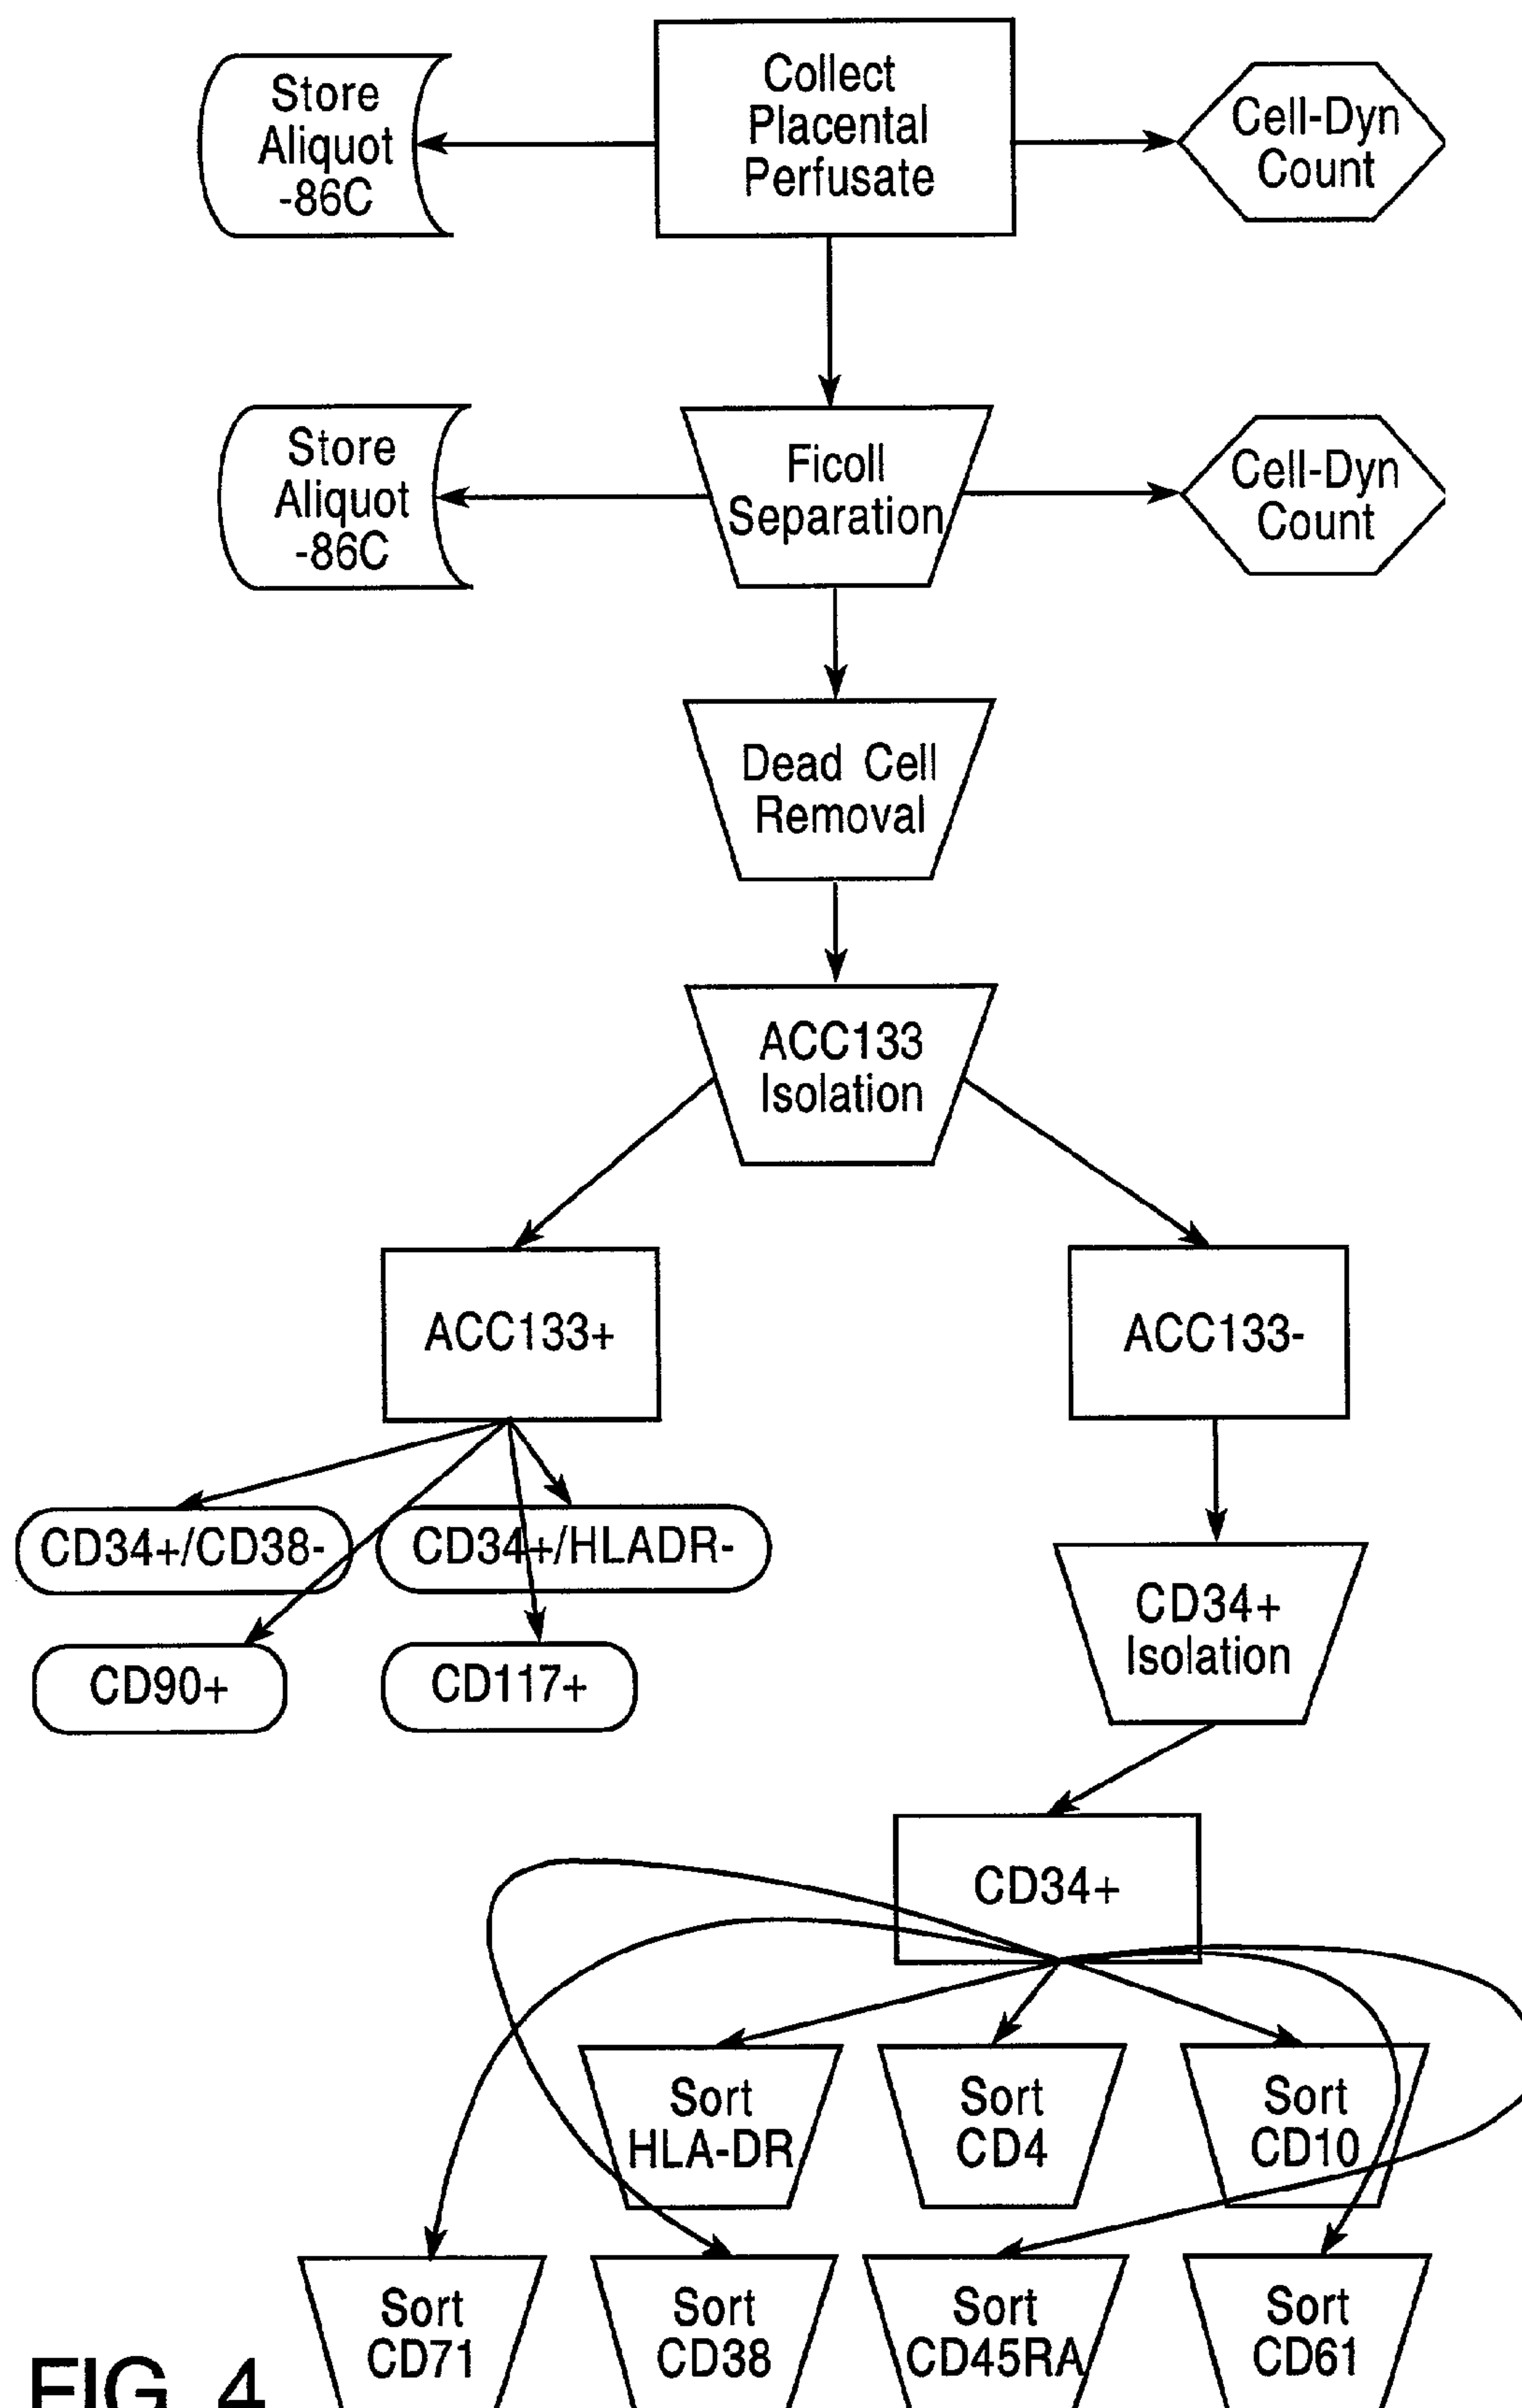 Store
Aliquot
-86C
Collect
Placental
Perfusate
Cell-Dyn
Count
Store
Aliquot
-86C
Ficoll
Separation
Cell-Dyn
Count
Dead Cell
Removal
ACC133
Isolation
ACC133+
ACC133-
CD34+/CD38-
CD34+/HLADR-
CD90+
CD117+
CD34+
Isolation
CD34+
Sort
HLA-DR
Sort
CD4
Sort
CD10
Sort
CD71
Sort
CD38
Sort
CD45RA
Sort
CD61
FIG. 4